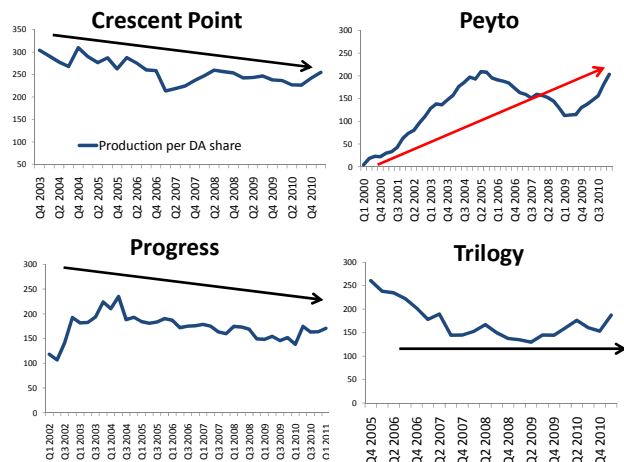 Crescent Point
350
300
250
200
150
100
50
Production per DA share
Q4 2003
Q2 2004
Q4 2004
Q2 2005
Q4 2005
Q2 2006
Q4 2006
Q2 2007
Q4 2007
Q2 2008
Q4 2008
Q2 2009
Q4 2009
Q2 2010
Q4 2010
Peyto
300
250
200
150
100
50
0
Q1 2000
Q4 2000
Q3 2001
Q2 2002
Q1 2003
Q4 2003
Q3 2004
Q2 2005
Q1 2006
Q4 2006
Q3 2007
Q2 2008
Q1 2009
Q4 2009
Q3 2010
Progress
300
250
200
150
100
50
0
Q1 2002
Q3 2002
Q1 2003
Q3 2003
Q1 2004
Q3 2004
Q1 2005
Q3 2005
Q1 2006
Q3 2006
Q1 2007
Q3 2007
Q1 2008
Q3 2008
Q1 2009
Q3 2009
Q1 2010
Q3 2010
Q1 2011
Trilogy
300
250
200
150
100
50
0
Q4 2005
Q2 2006
Q4 2006
Q2 2007
Q4 2007
Q2 2008
Q4 2008
Q2 2009
Q4 2009
Q2 2010
Q4 2010